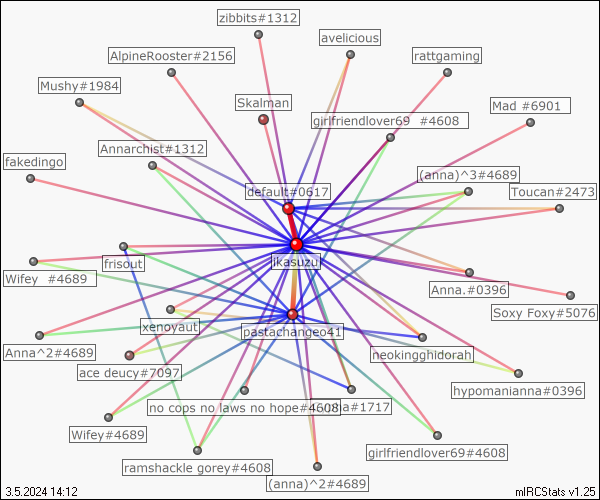 zibbits#1312
avelicious
AlpineRooster#2156
rattgaming
Mushy#1984
Skalman
Mad #6901
girlfriendlover69 #4608
Annarchist#1312
fakedingo
(anna)^3#4689
default#0617
Toucan#2473
jkasuzu
frisout
Wifey #4689
Anna.#0396
Soxy Foxy#5076
xenoyaut
pastachangeo41
Anna^2#4689
neokingghidorah
ace deucy#7097
hypomanianna#0396
no cops no laws no hope#4608
#1717
Wifey#4689
girlfriendlover69#4608
ramshackle gorey#4608
(anna)^2#4689
3.5.2024 14:12
mIRCStats v1.25